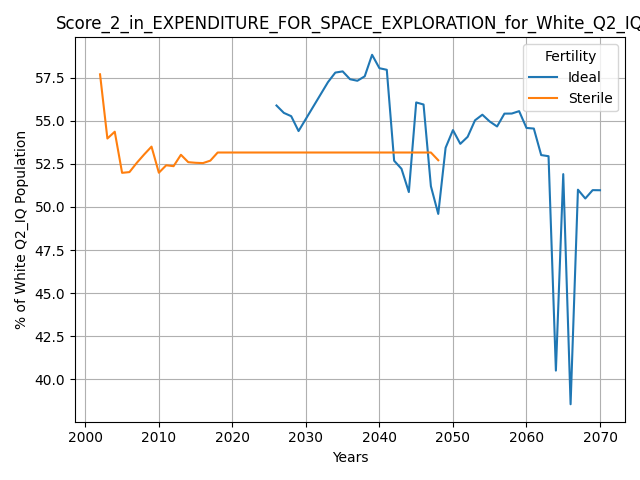 Score_2_in_EXPENDITURE_FOR_SPACE_EXPLORATION_for_White_Q2_IQ
Fertility
Ideal
Sterile
% of White Q2_IQ Population
57.5
55.0
52.5
50.0
47.5
45.0
42.5
40.0
2000 2010 2020 2030 2040 2050 2060 2070
Years